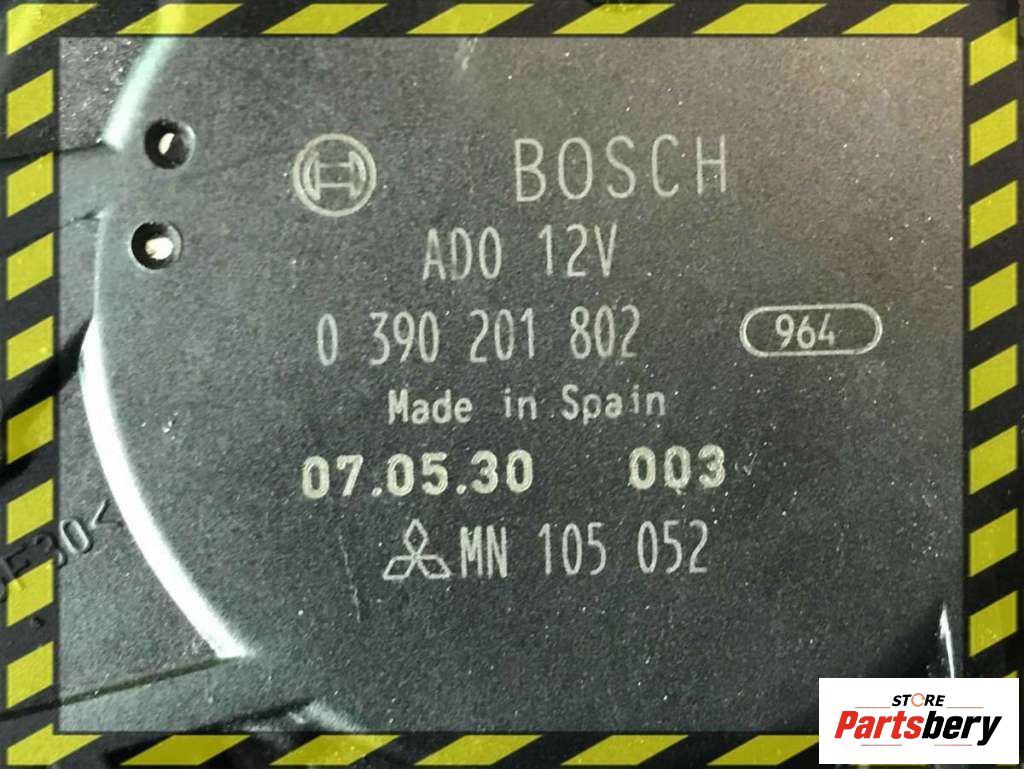 BOSCH
ADO 12V
0 390 201 802 964
Made in Spain
07.05.30 003
MN 105 052
STORE
Partsbery